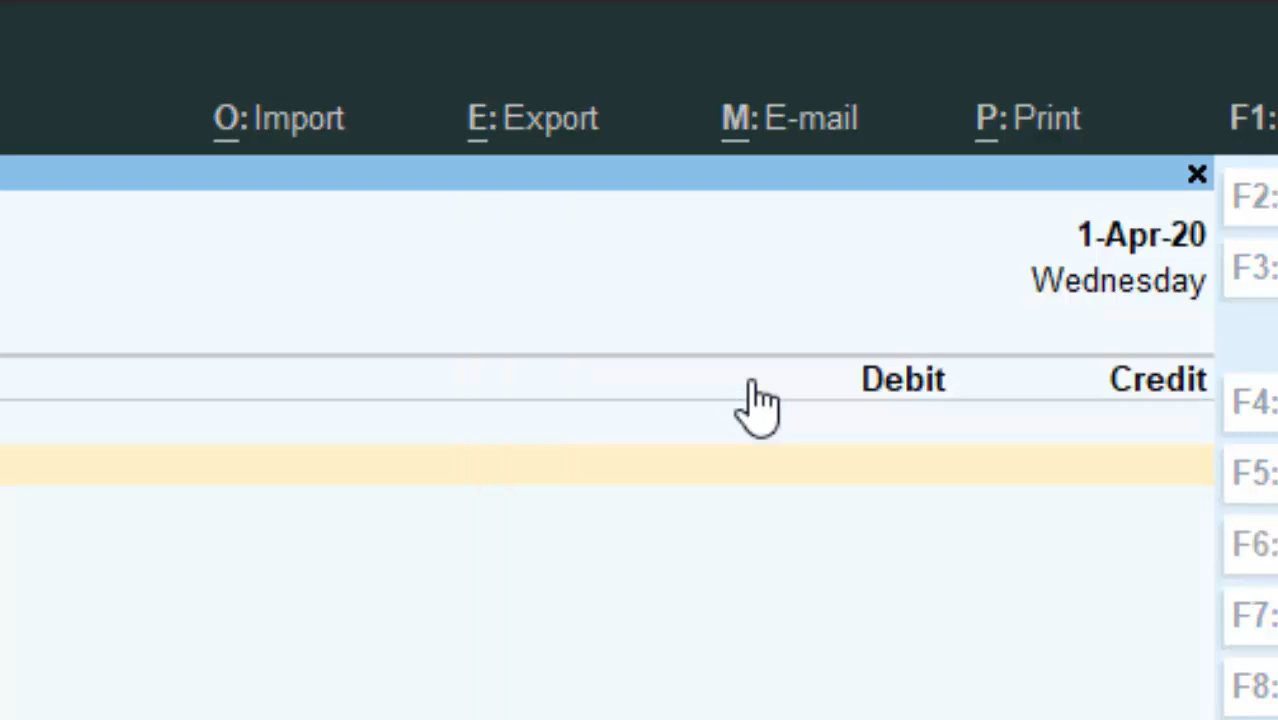 O: Import E: Export M: E-mail P: Print F1:
F2:
1-Apr-20
F3:
Wednesday
Debit Credit
F4:
F5:
F6:
F7:
F8: